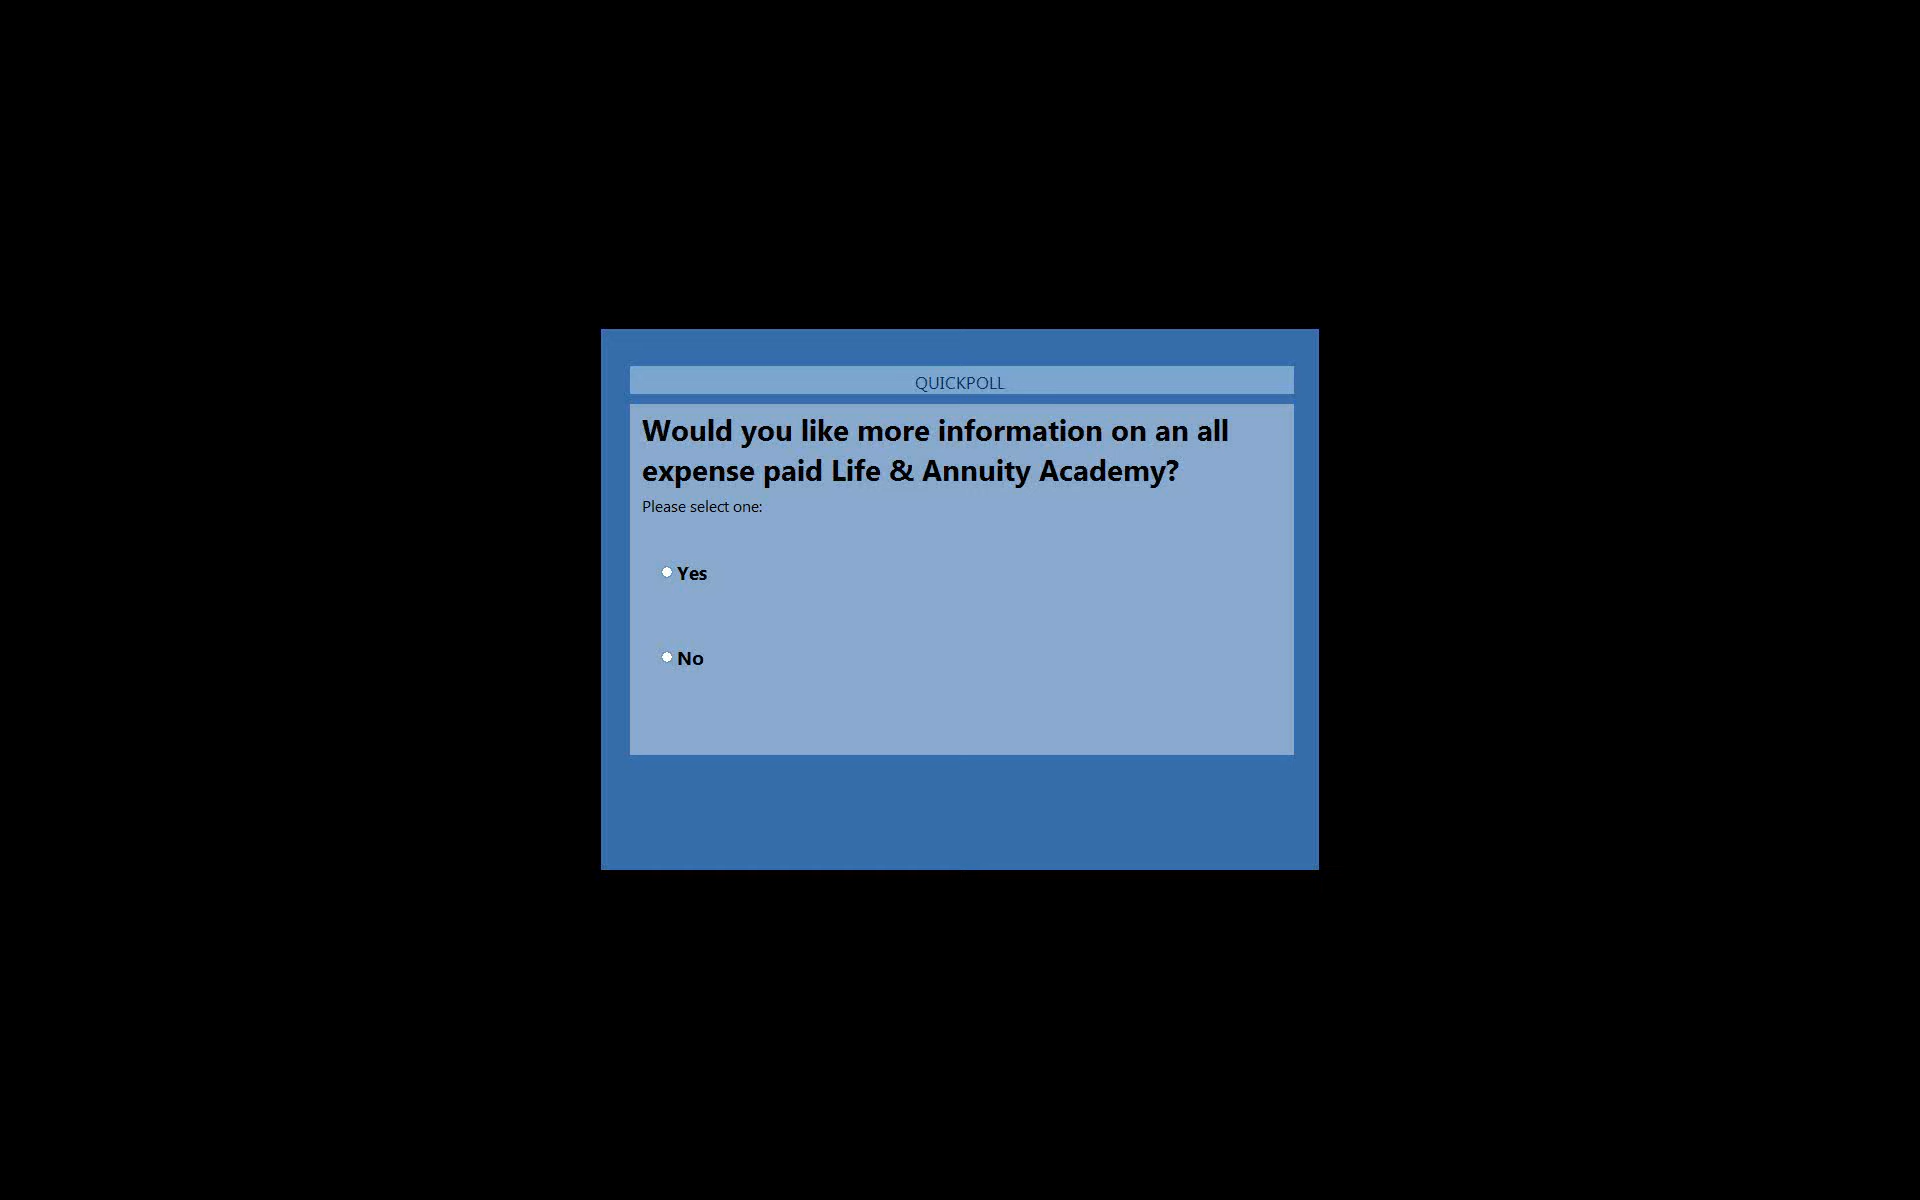 QUICKPOLL
Would you like more information on an all
expense paid Life & Annuity Academy?
Please select one:
Yes
No